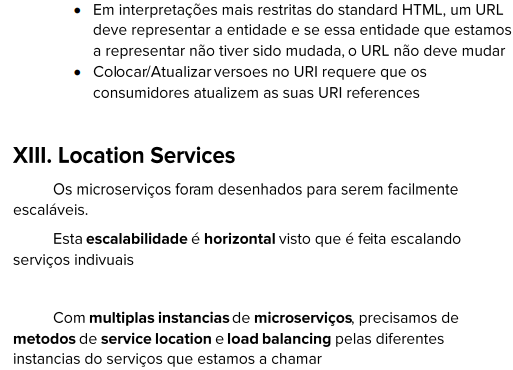 • Em interpretações mais restritas do standard HTML, um URL
deve representar a entidade e se essa entidade que estamos
a representar não tiver sido mudada, o URL não deve mudar
• Colocar/Atualizar versoes no URI requere que os
consumidores atualizem as suas URI references
XIII. Location Services
Os microserviços foram desenhados para serem facilmente
escaláveis.
Esta escalabilidade é horizontal visto que é feita escalando
serviços indivuais
Com multiplas instancias de microserviços, precisamos de
metodos de service location e load balancing pelas diferentes
instancias do serviços que estamos a chamar